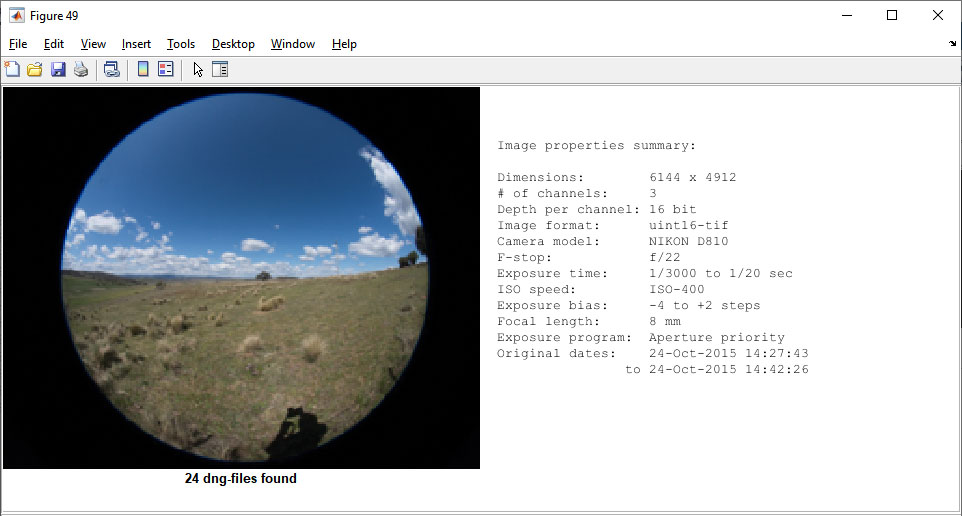 Figure 49
File Edit View Insert Tools Desktop Window Help
24 dng-files found
Image properties summary:
Dimensions: 6144 x 4912
# of channels: 3
Depth per channel: 16 bit
Image format: uint16-tif
Camera model: NIKON D810
F-stop: f/22
Exposure time: 1/3000 to 1/20 sec
ISO speed: ISO-400
Exposure bias: -4 to +2 steps
Focal length: 8 mm
Exposure program: Aperture priority
Original dates: 24-Oct-2015 14:27:43
to 24-Oct-2015 14:42:26